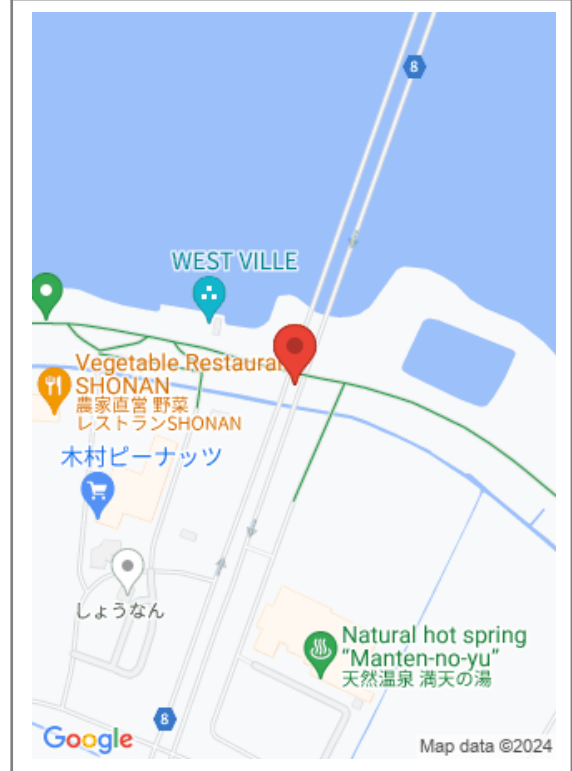 8
WEST VILLE
Vegetable Restaurar
SHONAN
農家直営 野菜
レストランSHONAN
木村ピーナッツ
しょうなん
Natural hot spring
“Manten-no-yu”
天然温泉 満天の湯
8
Google
Map data ©2024